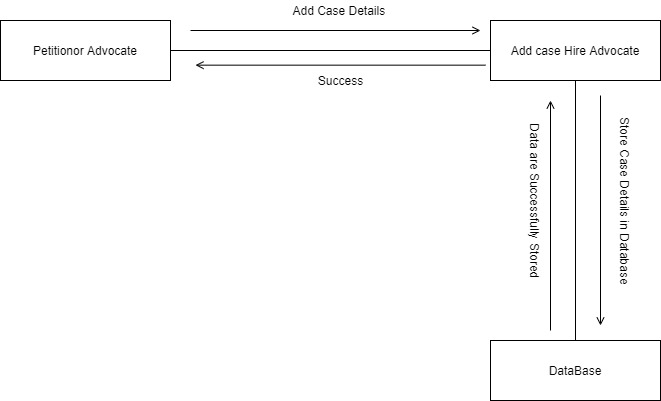 Add Case Details
Petitionor Advocate
Add case Hire Advocate
Success
Data are Successfully Stored
Store Case Details in Database
DataBase